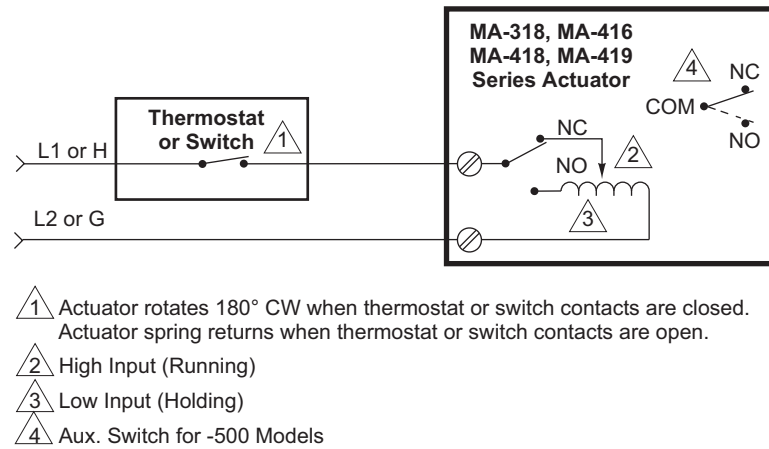 MA-318, MA-416
MA-418, MA-419
Series Actuator
4
NC
COM
NO
Thermostat
or Switch
1
L1 or H
NC
2
NO
3
L2 or G
1 Actuator rotates 180° CW when thermostat or switch contacts are closed.
Actuator spring returns when thermostat or switch contacts are open.
2 High Input (Running)
3 Low Input (Holding)
4 Aux. Switch for -500 Models